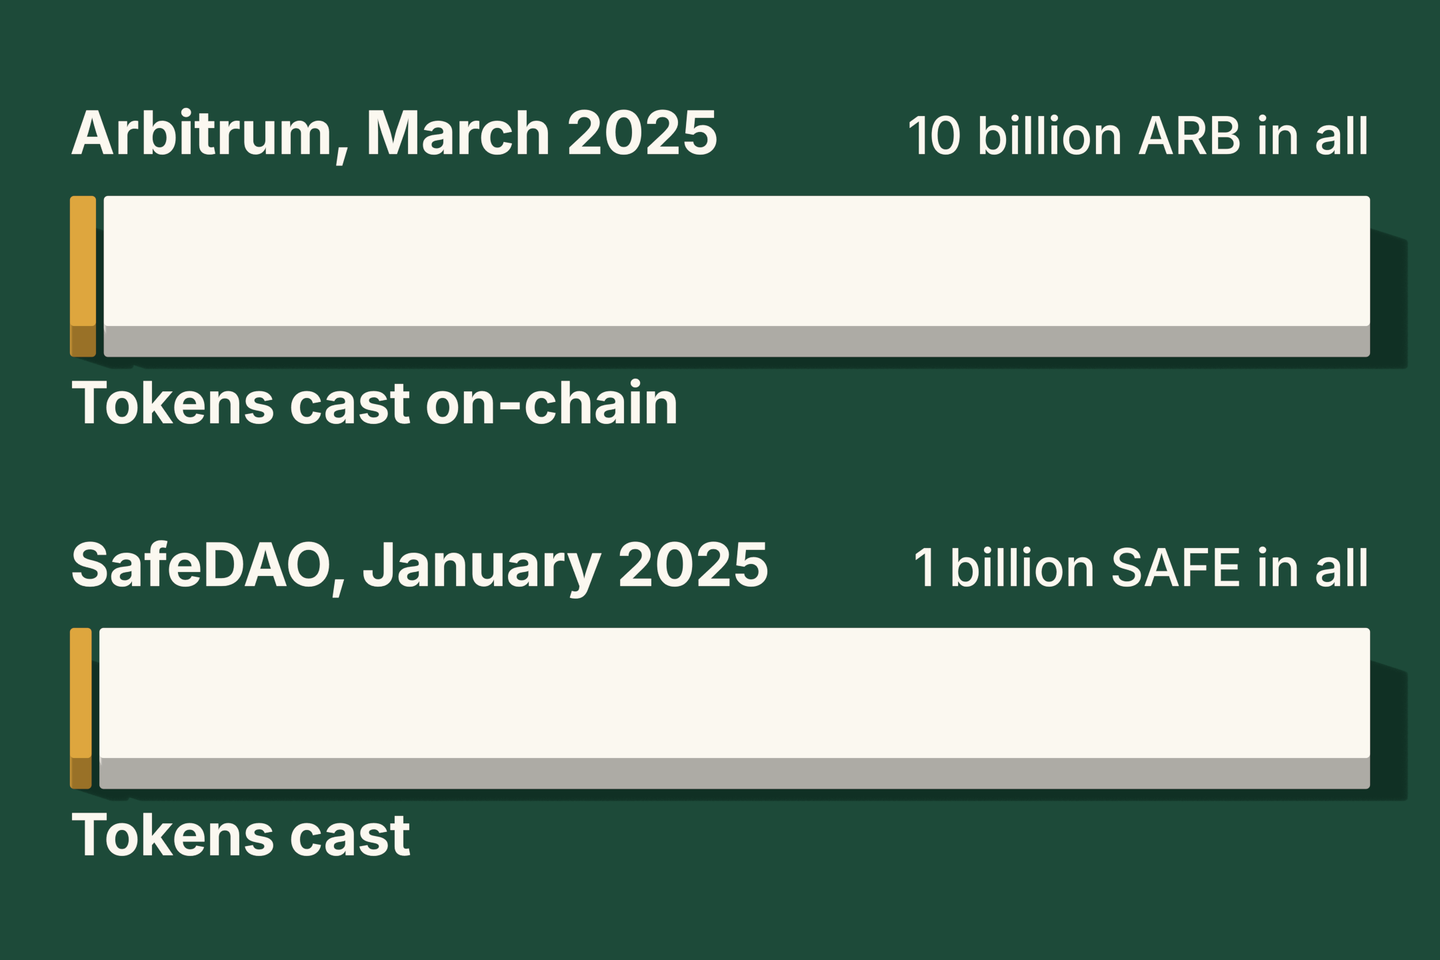 Arbitrum, March 2025
10 billion ARB in all
Tokens cast on-chain
SafeDAO, January 2025
1 billion SAFE in all
Tokens cast